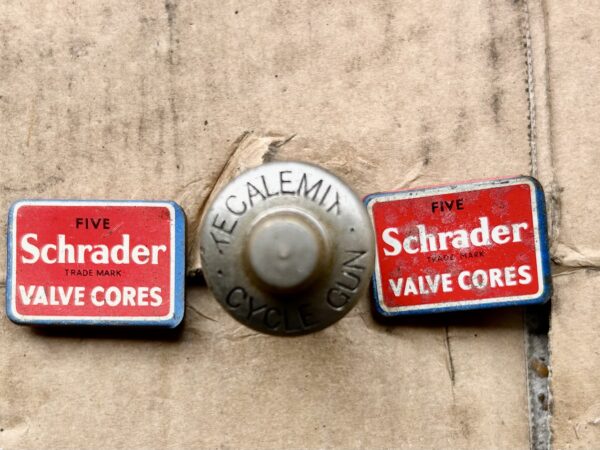 FIVE
Schrader
TRADE MARK
VALVE CORES
TECALEMIT
CYCLE GUN
FIVE
Schrader
TRADE MARK
VALVE CORES